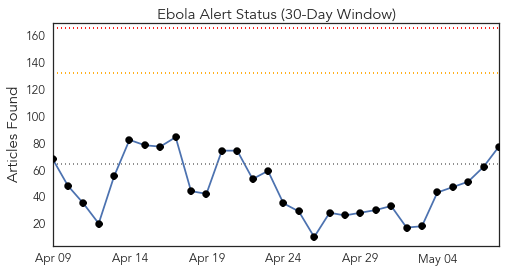 Ebola Alert Status (30-Day Window)
Articles Found
160
140
120
100
80
60
40
20
Apr 09 Apr 14 Apr 19 Apr 24 Apr 29 May 04